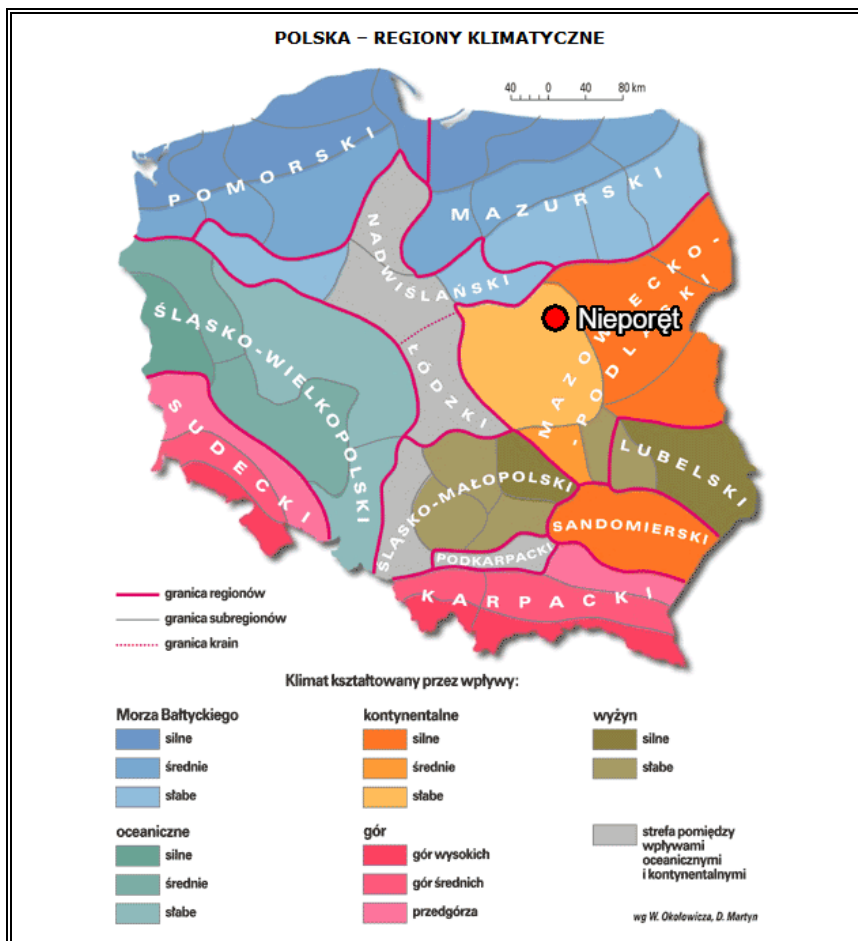 POLSKA – REGIONY KLIMATYCZNE
40 0 40 80 km
POMORSKI
MAZURSKI
NADWIŚLAŃSKI
MAZOWIECKO-
-PODLASKI
Nieporęt
ŚLĄSKO-WIELKOPOLSKI
ŁÓDZKI
SUDECKI
LUBELSKI
ŚLĄSKO-MAŁOPOLSKI
SANDOMIERSKI
PODKARPACKI
KARPACKI
granica regionów
granica subregionów
granica krain
Klimat kształtowany przez wpływy:
Morza Bałtyckiego
silne
średnie
słabe
kontynentalne
silne
średnie
słabe
wyżyn
silne
słabe
oceaniczne
silne
średnie
słabe
gór
gór wysokich
gór średnich
przedgórza
strefa pomiędzy
wpływami
oceanicznymi
i kontynentalnymi
wg W. Okołowicza, D. Martyn